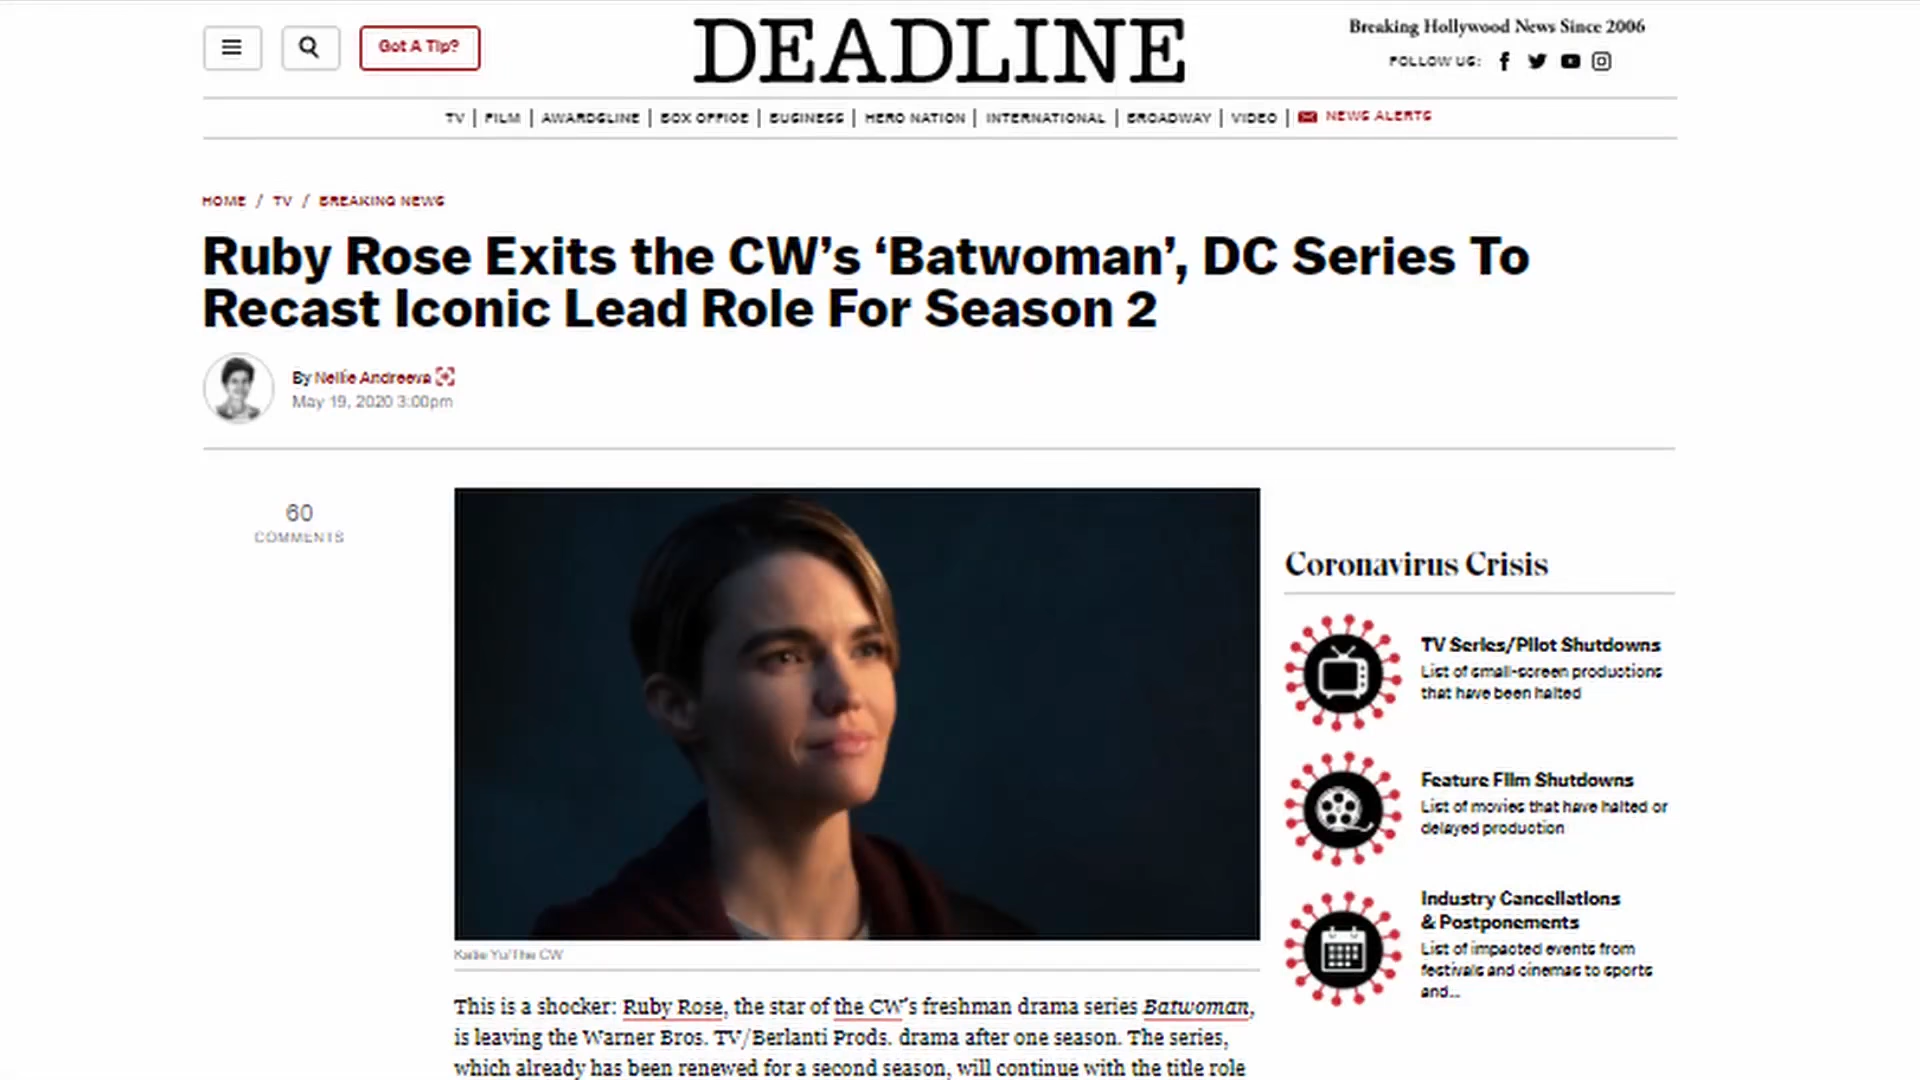 Got A Tip?
DEADLINE
Breaking Hollywood News Since 2006
FOLLOW US:
TV | FILM | AWARDSLINE | BOX OFFICE | BUSINESS | HERO NATION | INTERNATIONAL | BROADWAY | VIDEO | NEWS ALERTS
HOME / TV / BREAKING NEWS
Ruby Rose Exits the CW’s ‘Batwoman’, DC Series To
Recast Iconic Lead Role For Season 2
By Nellie Andreeva
May 19, 2020 3:00pm
60
COMMENTS
Katie Yu/The CW
This is a shocker: Ruby Rose, the star of the CW’s freshman drama series Batwoman,
is leaving the Warner Bros. TV/Berlanti Prods. drama after one season. The series,
which already has been renewed for a second season, will continue with the title role
Coronavirus Crisis
TV Series/Pilot Shutdowns
List of small-screen productions
that have been halted
Feature Film Shutdowns
List of movies that have halted or
delayed production
Industry Cancellations
& Postponements
List of impacted events from
festivals and cinemas to sports
and...